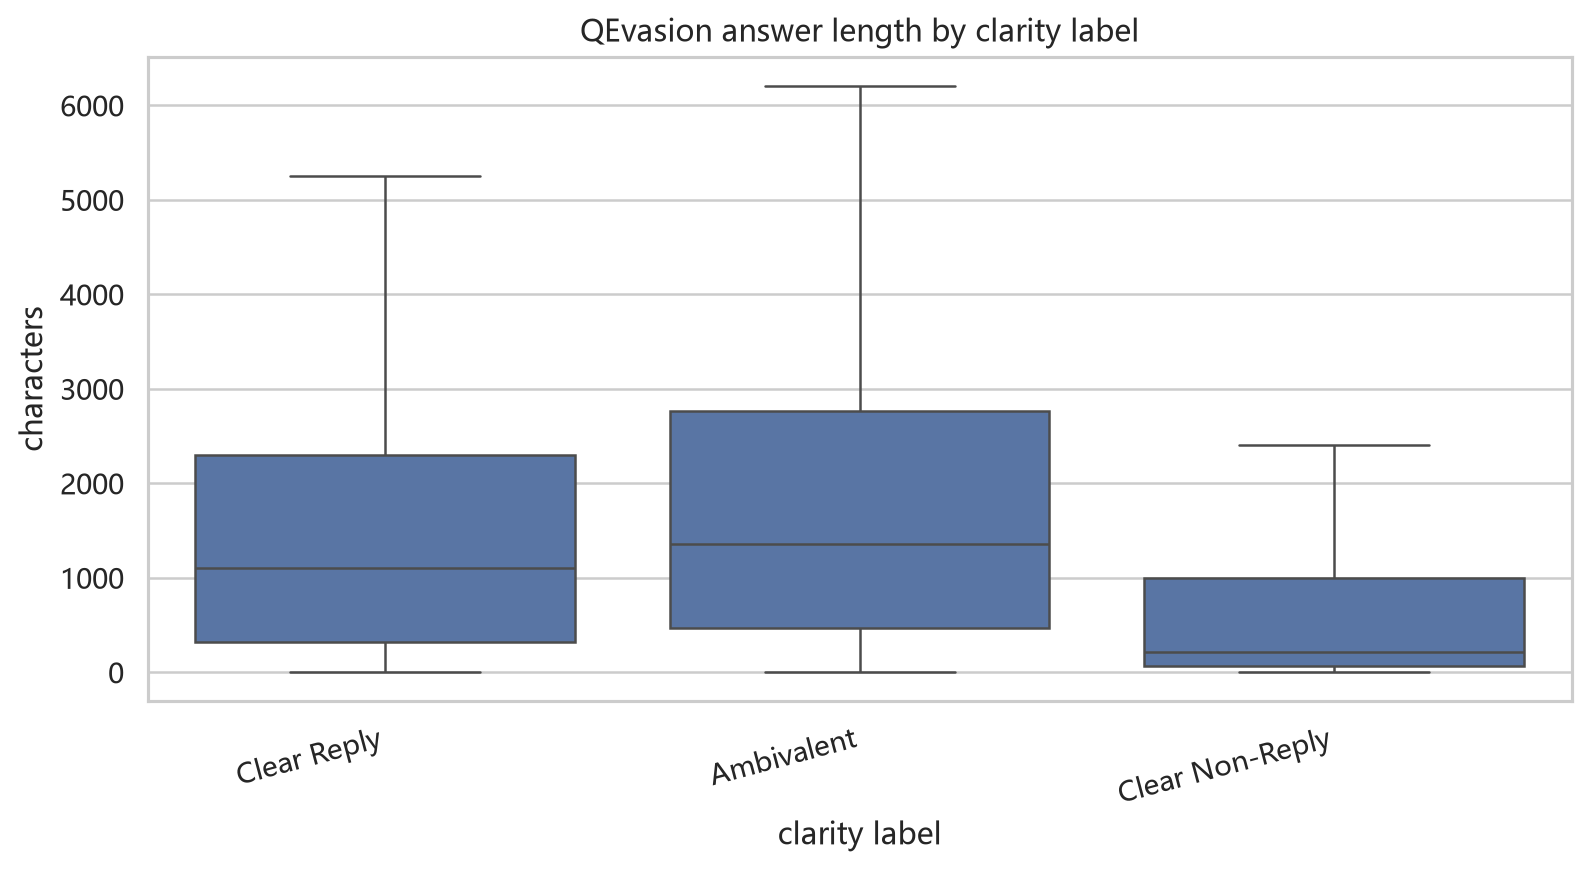 QEvasion answer length by clarity label
characters
6000
5000
4000
3000
2000
1000
0
Clear Reply
Ambivalent
Clear Non-Reply
clarity label